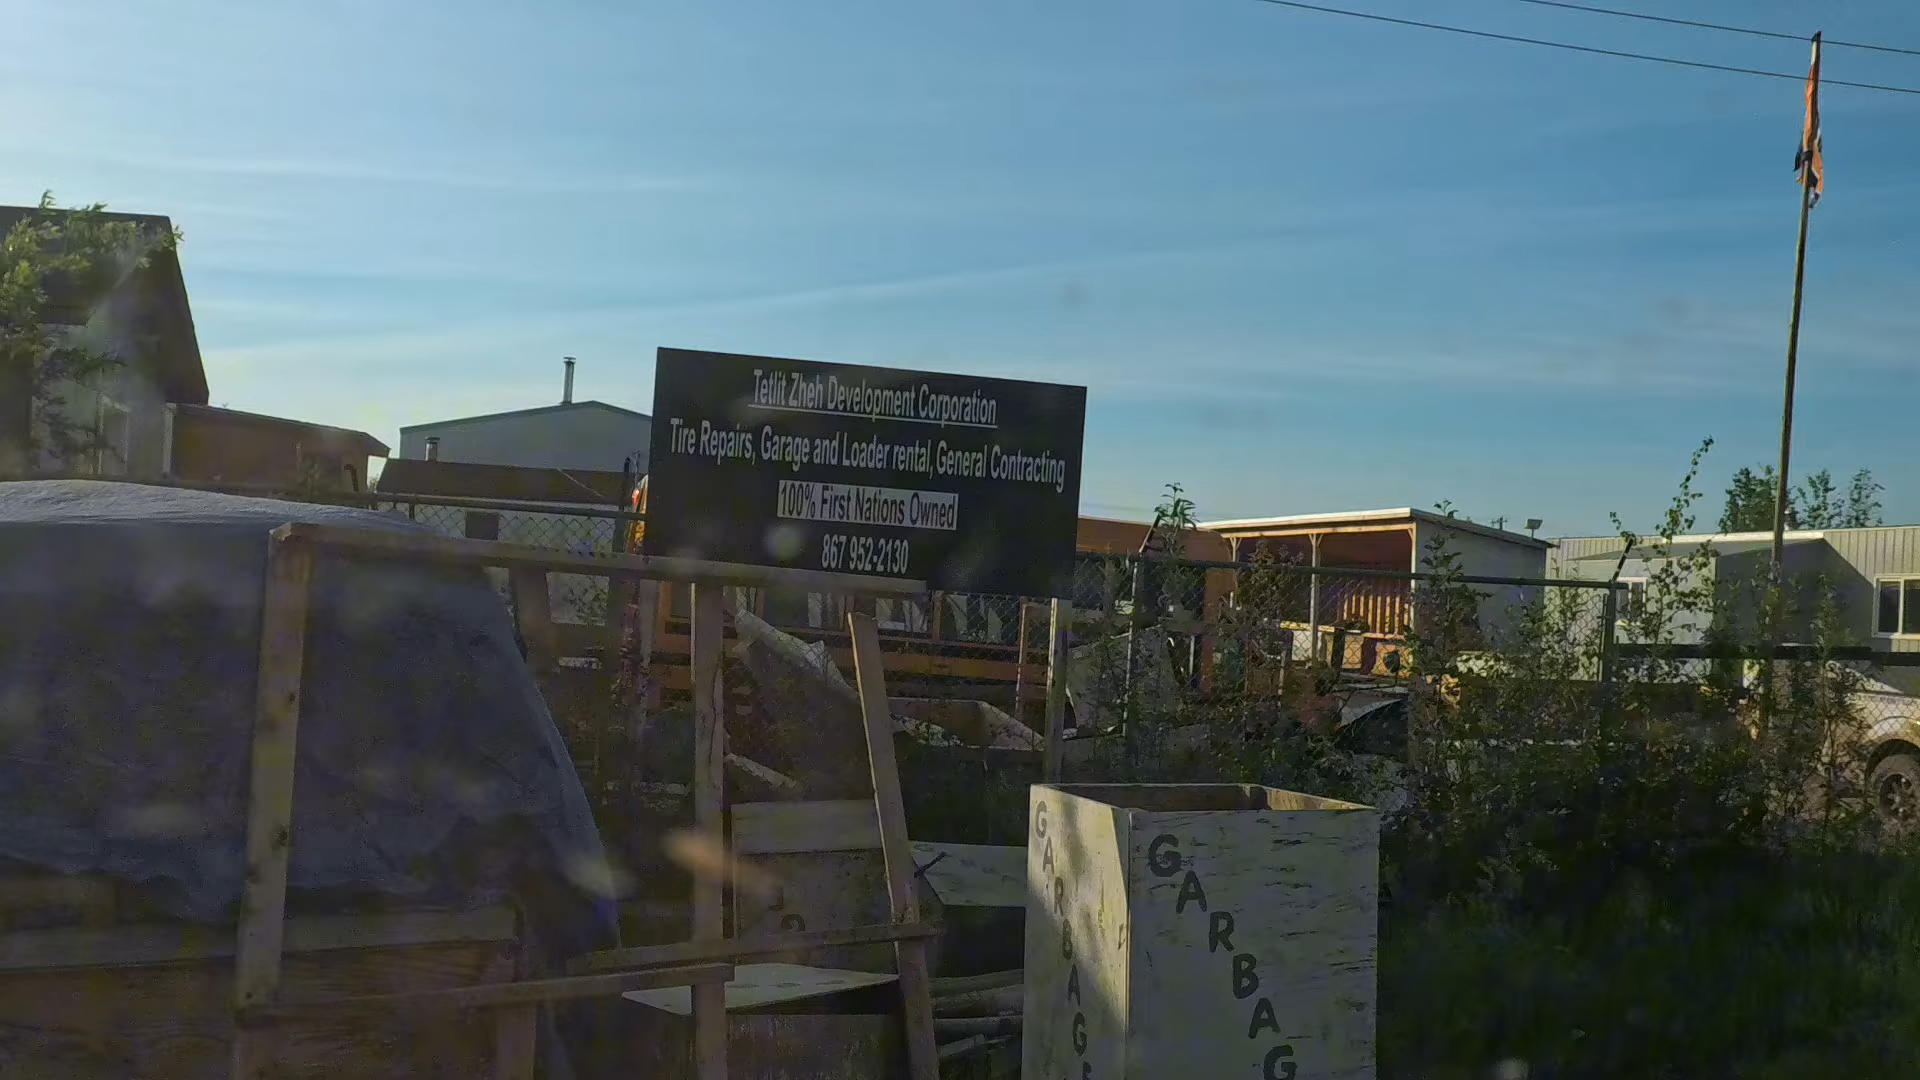 Tetlit Zheh Development Corporation
Tire Repairs, Garage and Loader rental, General Contracting
100% First Nations Owned
867 952-2130
GARBAGE
GARBAG